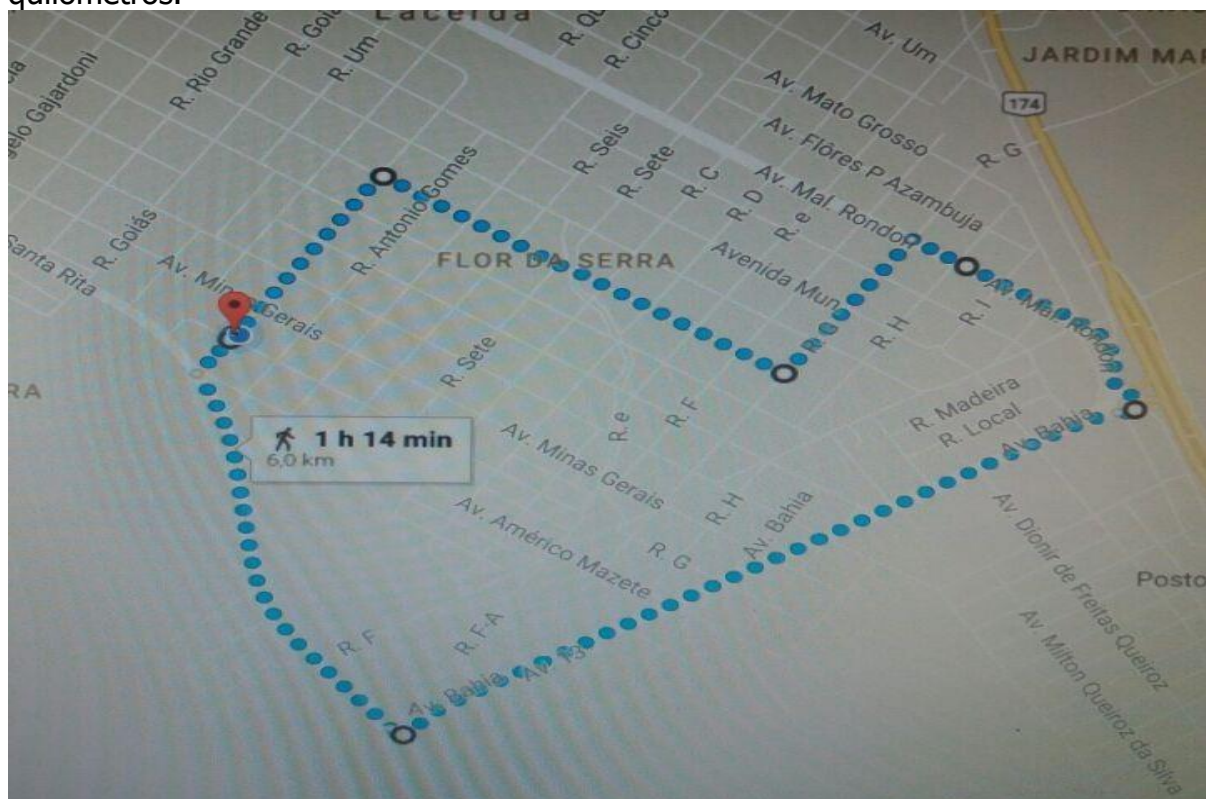 quilômetros.
Lacerda
R. Rio Grande
R. Um
R. Cinco
Av. Um
JARDIM MAR
elo Gajardoni
174
Av. Mato Grosso
Av. Flôres P Azambuja
R. G
R. Seis
R. Sete
R. C
R. D
R. e
Av. Mal. Rondon
R. Antonio Gomes
R. Goiás
Santa Rita
Av. Minas Gerais
FLOR DA SERRA
Avenida Mun
R. G
R. H
R. I
Av. Mal. Rondon
RA
R. Sete
R. e
R. F
R. Madeira
R. Local
Av. Bahia
1 h 14 min
6,0 km
Av. Minas Gerais
R. H
Av. Bahia
Av. Américo Mazete
R. G
Av. Dionir de Freitas Queiroz
Posto
R. F
R. F-A
Av. Bahia
Av. 13
Av. Milton Queiroz da Silva